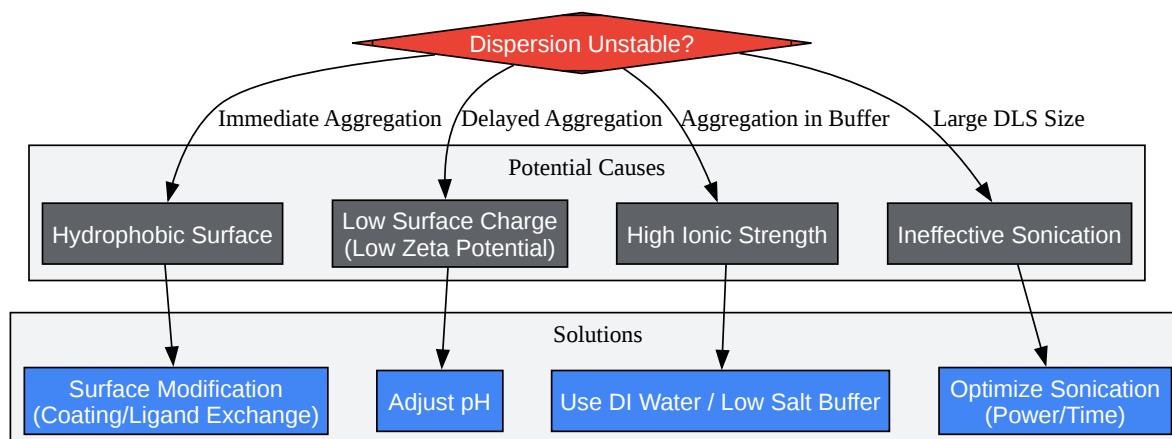 Dispersion Unstable?
Immediate Aggregation
Delayed Aggregation
Aggregation in Buffer
Large DLS Size
Potential Causes
Hydrophobic Surface
Low Surface Charge
(Low Zeta Potential)
High Ionic Strength
Ineffective Sonication
Solutions
Surface Modification
(Coating/Ligand Exchange)
Adjust pH
Use DI Water / Low Salt Buffer
Optimize Sonication
(Power/Time)